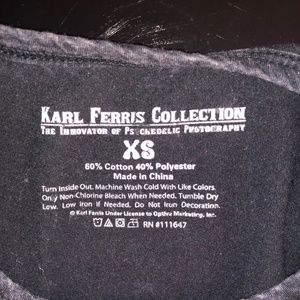 KARL FERRIS COLLECTION
THE INNOVATOR OF PSYCHEDELIC PHOTOGRAPHY
XS
60% Cotton 40% Polyester
Made in China
Turn Inside Out. Machine Wash Cold With Like Colors.
Only Non-Chlorine Bleach When Needed. Tumble Dry
Low. Low Iron if Needed, Do Not Iron Decoration.
© Karl Ferris Under License to Marketing, Inc.
RN #111647